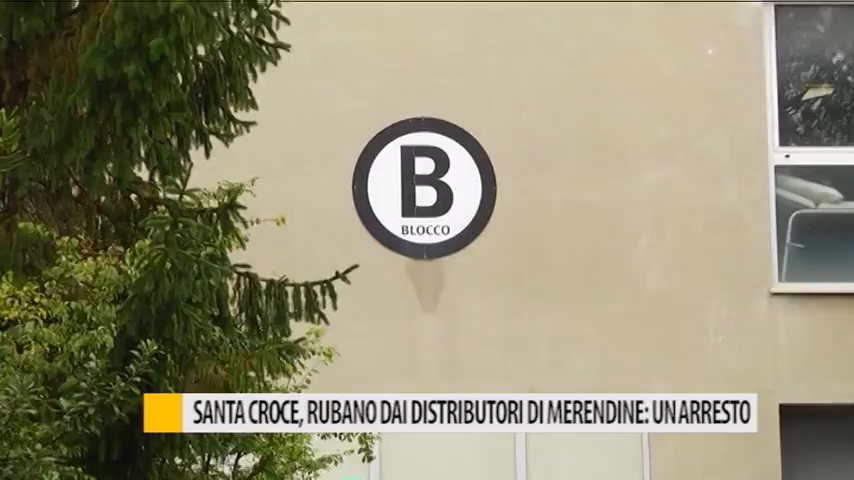 B
BLOCCO
SANTA CROCE, RUBANO DAI DISTRIBUTORI DI MERENDINE: UN ARRESTO